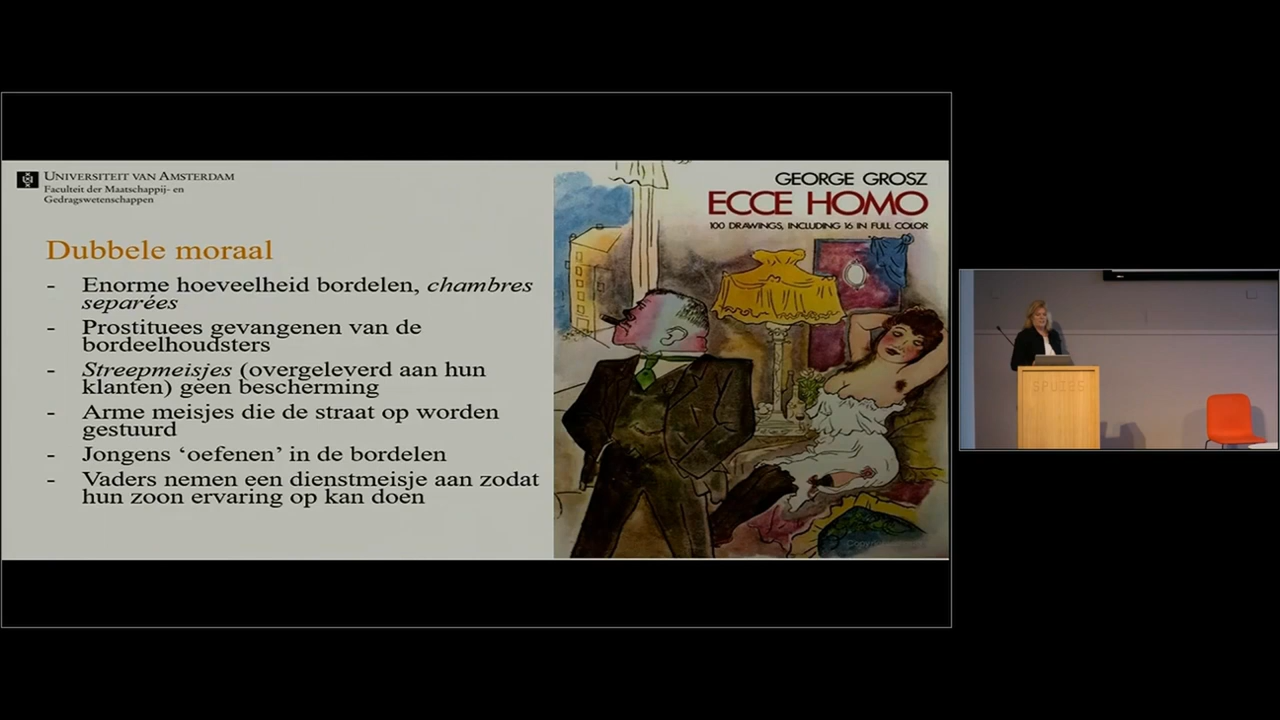 UNIVERSITEIT VAN AMSTERDAM
Faculteit der Maatschappij- en
Gedragswetenschappen
Dubbele moraal
- Enorme hoeveelheid bordelen, chambres
separées
- Prostituees gevangenen van de
bordeelhoudsters
- Streepmeisjes (overgeleverd aan hun
klanten) geen bescherming
- Arme meisjes die de straat op worden
gestuurd
- Jongens ‘oefenen’ in de bordelen
- Vaders nemen een dienstmeisje aan zodat
hun zoon ervaring op kan doen
GEORGE GROSZ
ECCE HOMO
100 DRAWINGS, INCLUDING 16 IN FULL COLOR
SPUI25